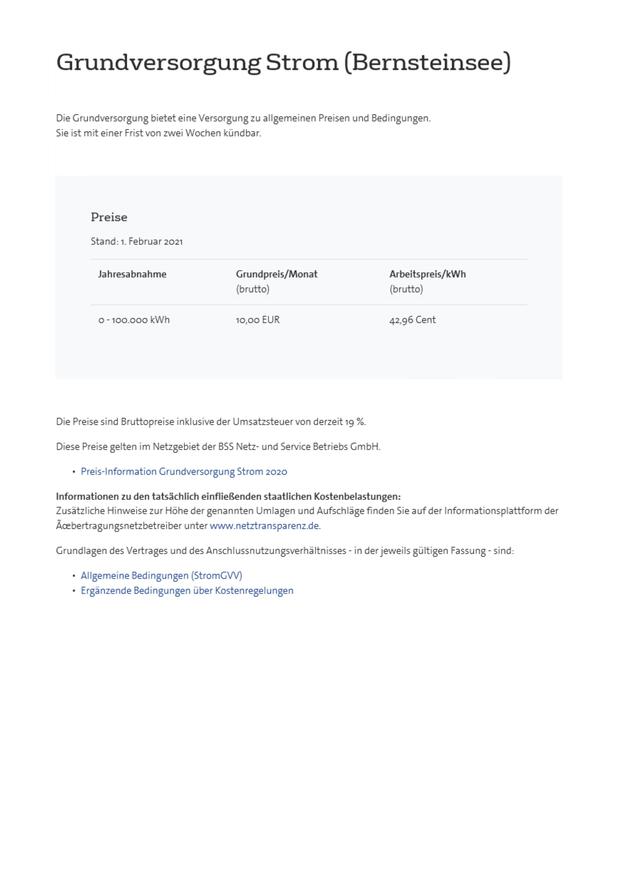 Grundversorgung Strom (Bernsteinsee)
Die Grundversorgung bietet eine Versorgung zu allgemeinen Preisen und Bedingungen.
Sie ist mit einer Frist von zwei Wochen kündbar.
Preise
Stand: 1. Februar 2021
Jahresabnahme Grundpreis/Monat Arbeitspreis/kWh
(brutto) (brutto)
0 - 100.000 kWh 10,00 EUR 42,96 Cent
Die Preise sind Bruttopreise inklusive der Umsatzsteuer von derzeit 19 %.
Diese Preise gelten im Netzgebiet der BSS Netz- und Service Betriebs GmbH.
• Preis-Information Grundversorgung Strom 2020
Informationen zu den tatsächlich einfließenden staatlichen Kostenbelastungen:
Zusätzliche Hinweise zur Höhe der genannten Umlagen und Aufschläge finden Sie auf der Informationsplattform der
Ãœbertragungsnetzbetreiber unter www.netztransparenz.de.
Grundlagen des Vertrages und des Anschlussnutzungsverhältnisses - in der jeweils gültigen Fassung - sind:
• Allgemeine Bedingungen (StromGVV)
• Ergänzende Bedingungen über Kostenregelungen